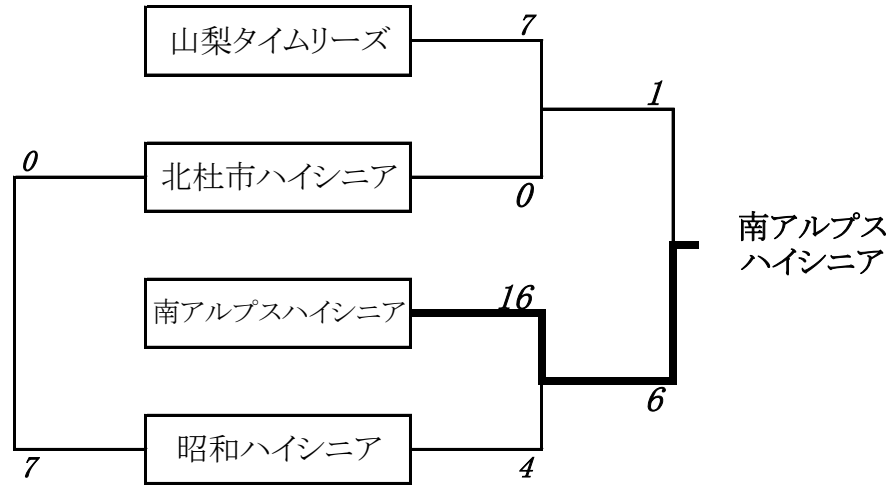 山梨タイムリーズ
7
1
0
北杜市ハイシニア
0
南アルプス
ハイシニア
南アルプスハイシニア
16
6
昭和ハイシニア
7
4